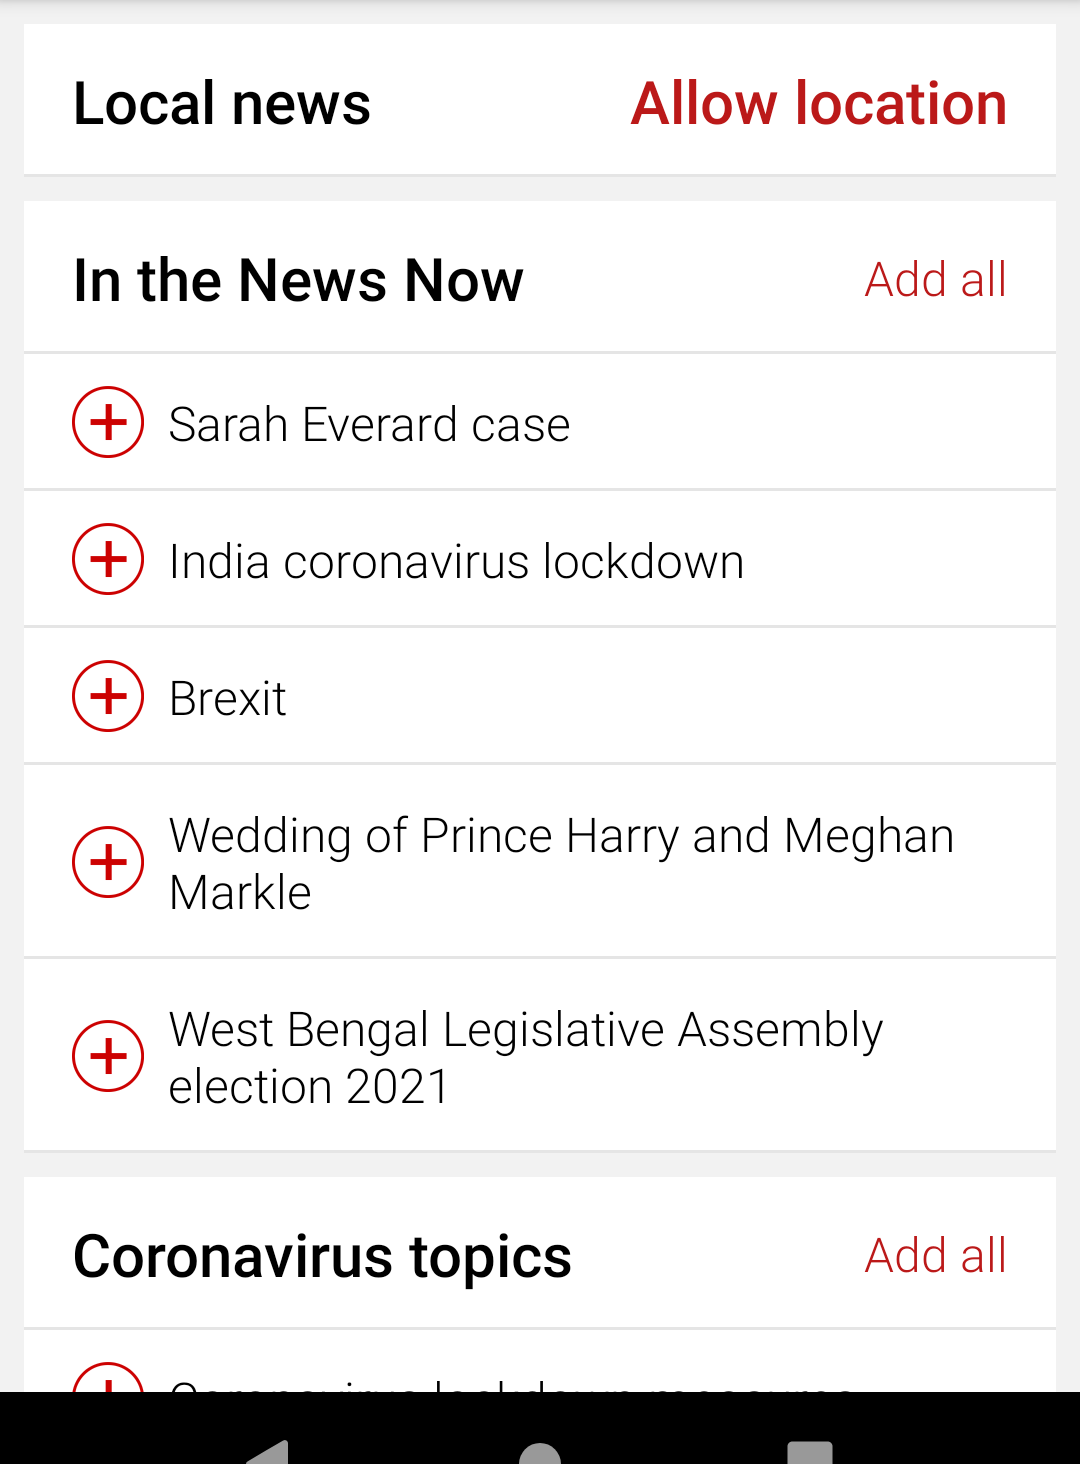 Local news Allow location
In the News Now Add all
Sarah Everard case
India coronavirus lockdown
Brexit
Wedding of Prince Harry and Meghan
Markle
West Bengal Legislative Assembly
election 2021
Coronavirus topics Add all